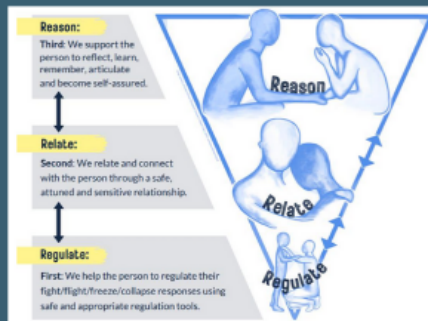 Reason:
Third: We support the
person to reflect, learn,
remember, articulate
and become self-assured.
Relate:
Second: We relate and connect
with the person through a safe,
attuned and sensitive relationship.
Regulate:
First: We help the person to regulate their
fight/flight/freeze/collapse responses using
safe and appropriate regulation tools.
Reason
Relate
Regulate